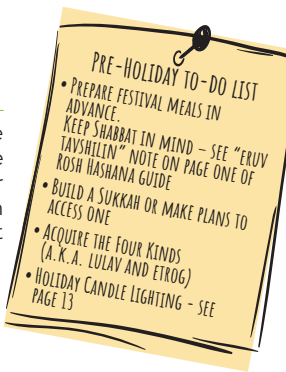 PRE-HOLIDAY TO-DO LIST
• PREPARE FESTIVAL MEALS IN
ADVANCE.
KEEP SHABBAT IN MIND – SEE "ERUV
TAVSHILIN" NOTE ON PAGE ONE OF
ROSH HASHANA GUIDE
• BUILD A SUKKAH OR MAKE PLANS TO
ACCESS ONE
• ACQUIRE THE FOUR KINDS
(A.K.A. LULAV AND ETROG)
• HOLIDAY CANDLE LIGHTING - SEE
PAGE 13